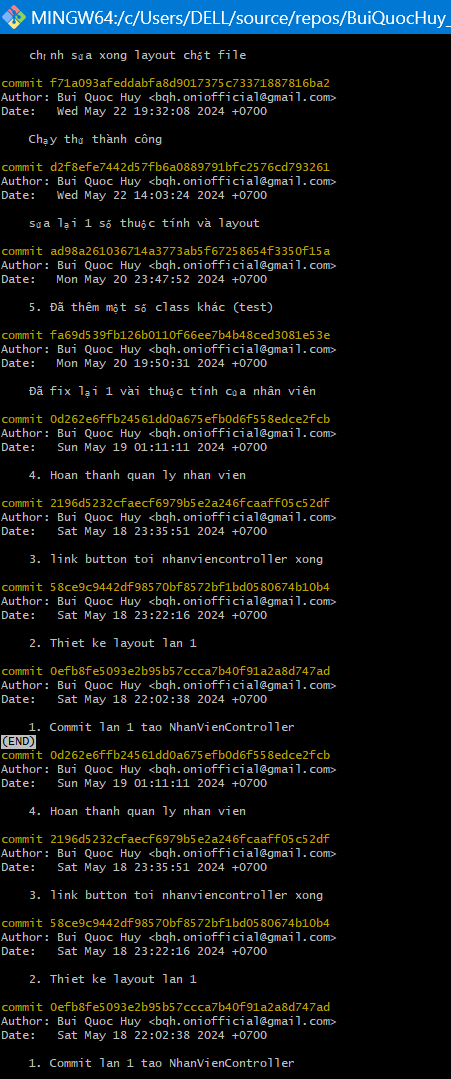 MINGW64:/c/Users/DELL/source/repos/BuiQuocHuy_
chỉnh sửa xong layout chốt file
commit f71a093afeddabfa8d9017375c73371887816ba2
Author: Bui Quoc Huy <bqh.oniofficial@gmail.com>
Date:   Wed May 22 19:32:08 2024 +0700
Chạy thử thành công
commit d2f8efe7442d57fb6a0889791bfc2576cd793261
Author: Bui Quoc Huy <bqh.oniofficial@gmail.com>
Date:   Wed May 22 14:03:24 2024 +0700
sửa lại 1 số thuộc tính và layout
commit ad98a261036714a3773ab5f67258654f3350f15a
Author: Bui Quoc Huy <bqh.oniofficial@gmail.com>
Date:   Mon May 20 23:47:52 2024 +0700
5. Đã thêm một số class khác (test)
commit fa69d539fb126b0110f66ee7b4b48ced3081e53e
Author: Bui Quoc Huy <bqh.oniofficial@gmail.com>
Date:   Mon May 20 19:50:31 2024 +0700
Đã fix lại 1 vài thuộc tính của nhân viên
commit 0d262e6ffb24561dd0a675efb0d6f558edce2fcb
Author: Bui Quoc Huy <bqh.oniofficial@gmail.com>
Date:   Sun May 19 01:11:11 2024 +0700
4. Hoan thanh quan ly nhan vien
commit 2196d5232cfaecf6979b5e2a246fcaaff05c52df
Author: Bui Quoc Huy <bqh.oniofficial@gmail.com>
Date:   Sat May 18 23:35:51 2024 +0700
3. link button toi nhanviencontroller xong
commit 58ce9c9442df98570bf8572bf1bd0580674b10b4
Author: Bui Quoc Huy <bqh.oniofficial@gmail.com>
Date:   Sat May 18 23:22:16 2024 +0700
2. Thiet ke layout lan 1
commit 0efb8fe5093e2b95b57ccca7b40f91a2a8d747ad
Author: Bui Quoc Huy <bqh.oniofficial@gmail.com>
Date:   Sat May 18 22:02:38 2024 +0700
1. Commit lan 1 tao NhanVienController
(END)
commit 0d262e6ffb24561dd0a675efb0d6f558edce2fcb
Author: Bui Quoc Huy <bqh.oniofficial@gmail.com>
Date:   Sun May 19 01:11:11 2024 +0700
4. Hoan thanh quan ly nhan vien
commit 2196d5232cfaecf6979b5e2a246fcaaff05c52df
Author: Bui Quoc Huy <bqh.oniofficial@gmail.com>
Date:   Sat May 18 23:35:51 2024 +0700
3. link button toi nhanviencontroller xong
commit 58ce9c9442df98570bf8572bf1bd0580674b10b4
Author: Bui Quoc Huy <bqh.oniofficial@gmail.com>
Date:   Sat May 18 23:22:16 2024 +0700
2. Thiet ke layout lan 1
commit 0efb8fe5093e2b95b57ccca7b40f91a2a8d747ad
Author: Bui Quoc Huy <bqh.oniofficial@gmail.com>
Date:   Sat May 18 22:02:38 2024 +0700
1. Commit lan 1 tao NhanVienController